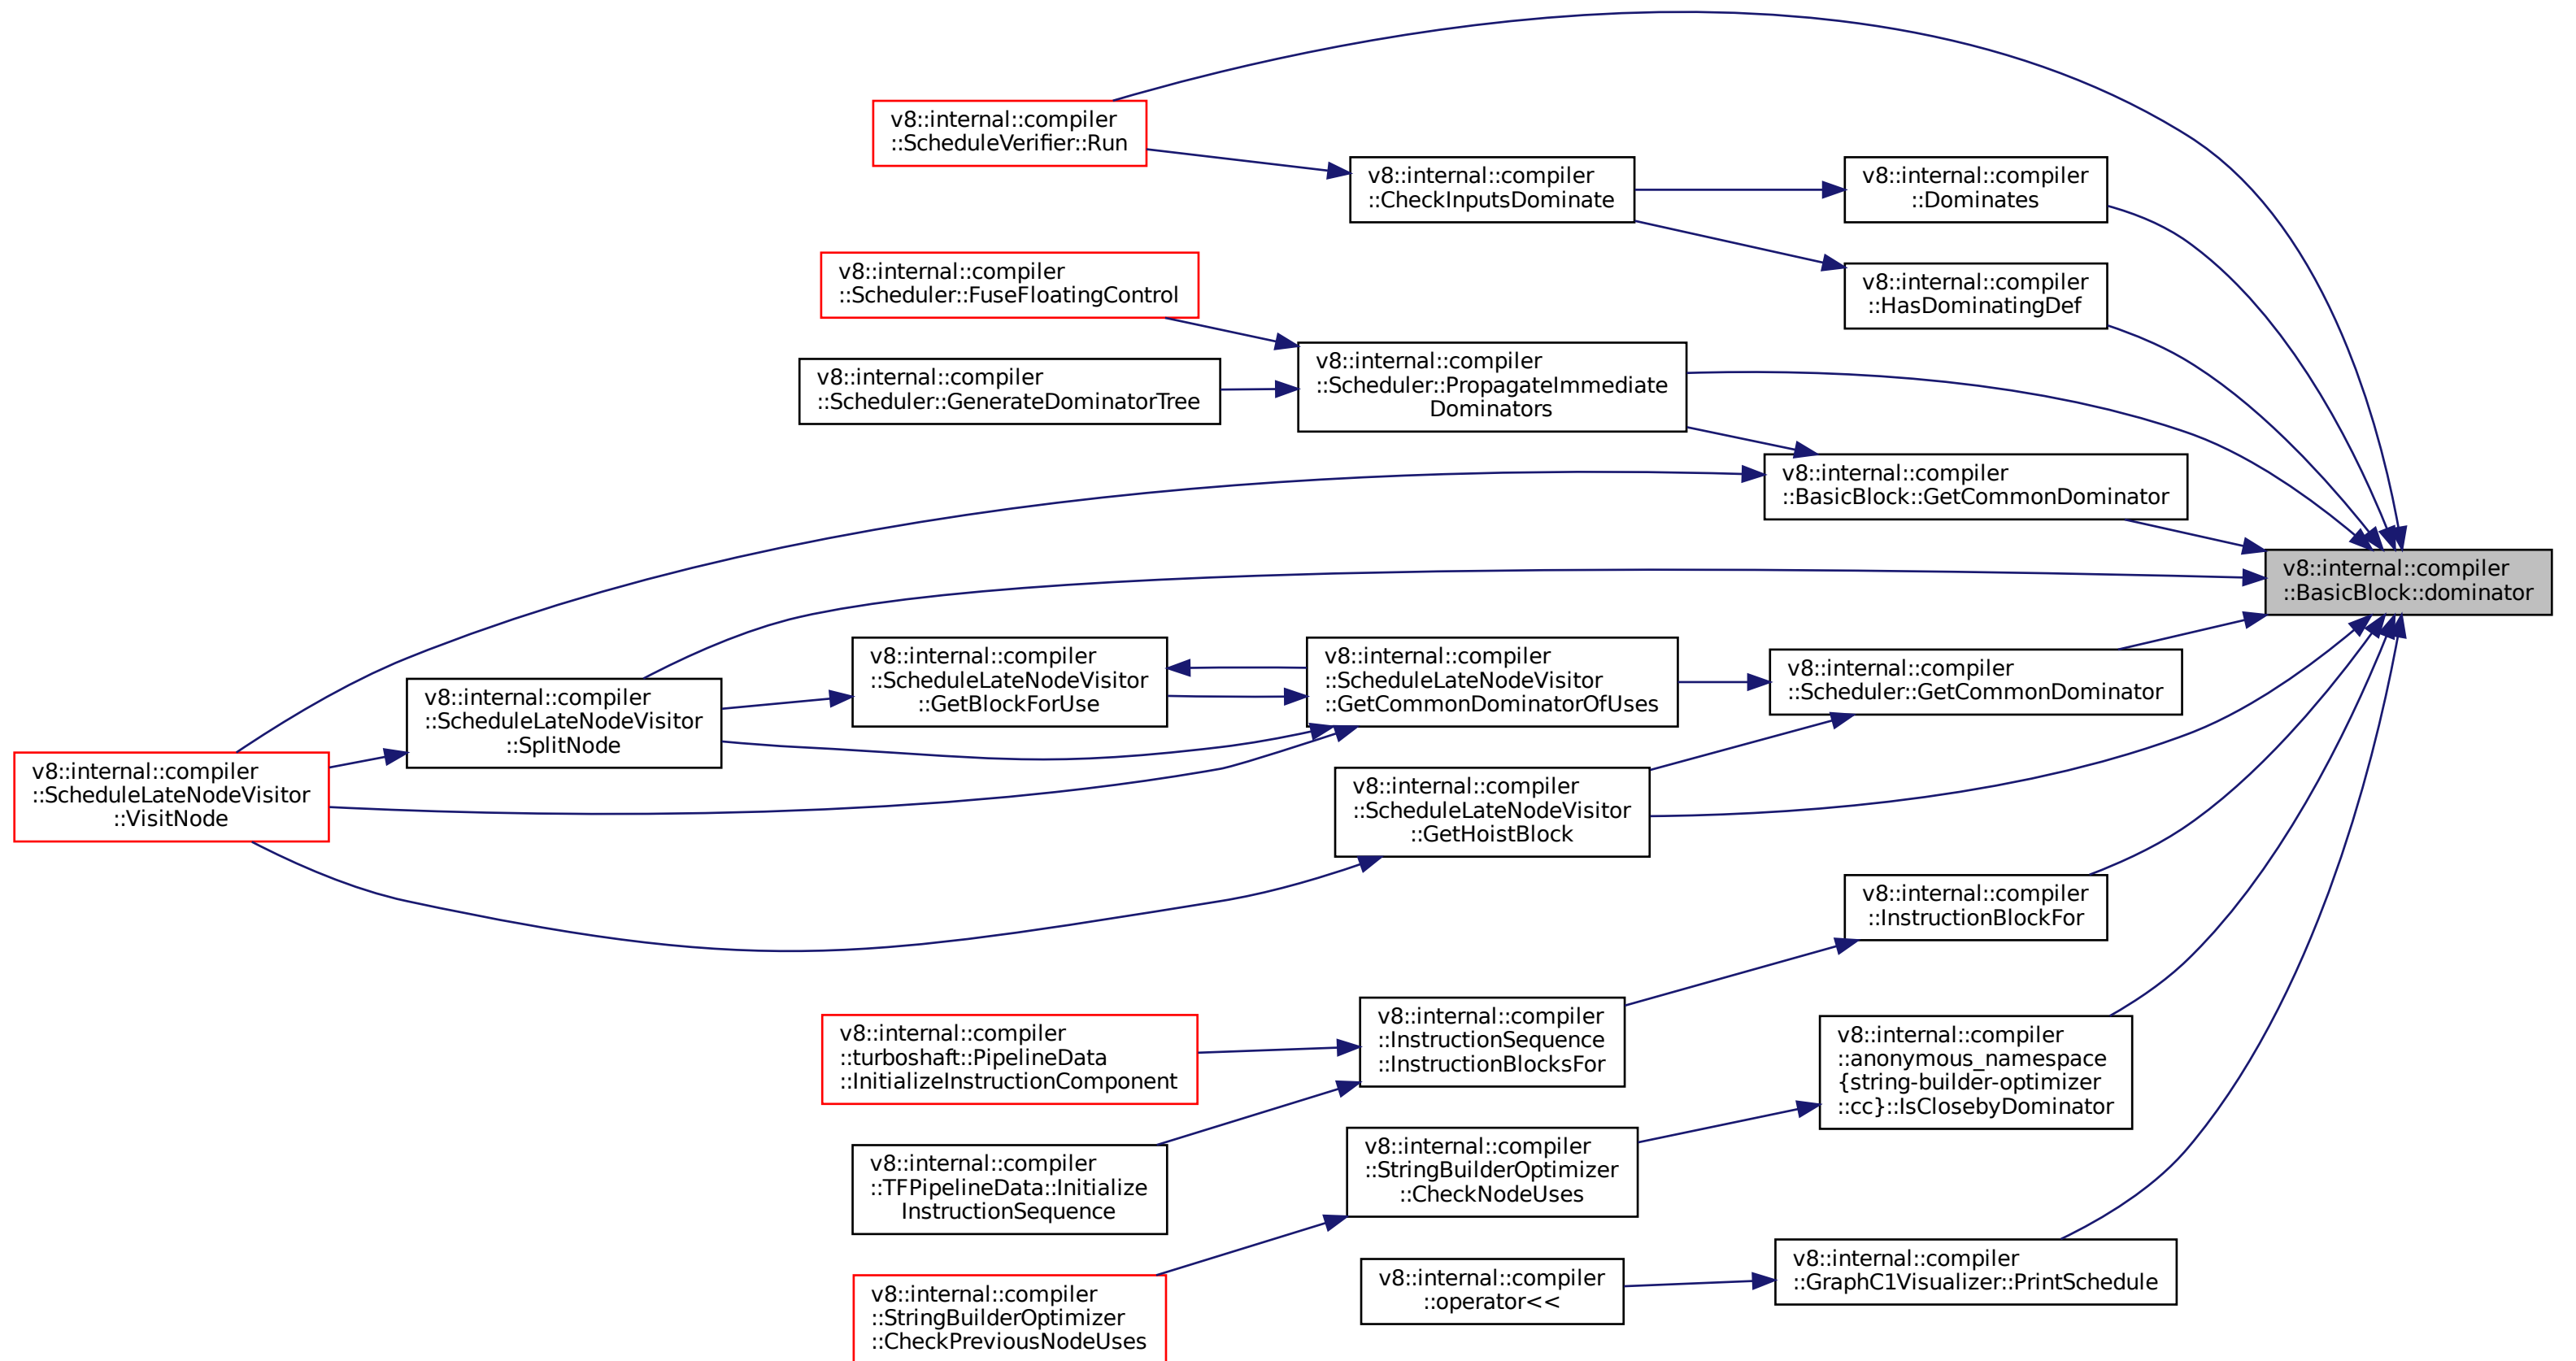 v8::internal::compiler
::ScheduleVerifier::Run
v8::internal::compiler
::CheckInputsDominate
v8::internal::compiler
::Dominates
v8::internal::compiler
::Scheduler::FuseFloatingControl
v8::internal::compiler
::HasDominatingDef
v8::internal::compiler
::Scheduler::GenerateDominatorTree
v8::internal::compiler
::Scheduler::PropagateImmediate
Dominators
v8::internal::compiler
::BasicBlock::GetCommonDominator
v8::internal::compiler
::BasicBlock::dominator
v8::internal::compiler
::ScheduleLateNodeVisitor
::GetBlockForUse
v8::internal::compiler
::ScheduleLateNodeVisitor
::GetCommonDominatorOfUses
v8::internal::compiler
::Scheduler::GetCommonDominator
v8::internal::compiler
::ScheduleLateNodeVisitor
::SplitNode
v8::internal::compiler
::ScheduleLateNodeVisitor
::VisitNode
v8::internal::compiler
::ScheduleLateNodeVisitor
::GetHoistBlock
v8::internal::compiler
::InstructionBlockFor
v8::internal::compiler
::turboshaft::PipelineData
::InitializeInstructionComponent
v8::internal::compiler
::InstructionSequence
::InstructionBlocksFor
v8::internal::compiler
::anonymous_namespace
{string-builder-optimizer
::cc}::IsClosebyDominator
v8::internal::compiler
::TFPipelineData::Initialize
InstructionSequence
v8::internal::compiler
::StringBuilderOptimizer
::CheckNodeUses
v8::internal::compiler
::StringBuilderOptimizer
::CheckPreviousNodeUses
v8::internal::compiler
::operator<<
v8::internal::compiler
::GraphC1Visualizer::PrintSchedule